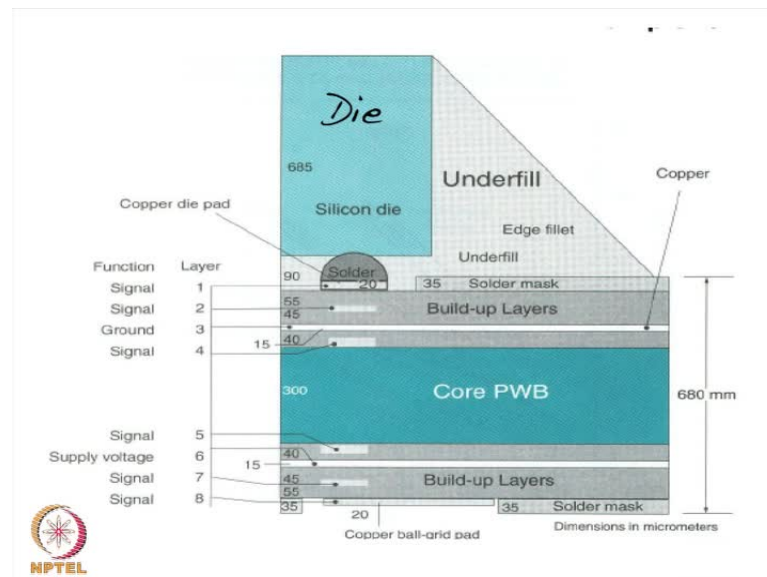 Die
685
Silicon die
Underfill
Copper
Copper die pad
Edge fillet
Underfill
Function Layer
Solder
90
20
35 Solder mask
Signal 1
Signal 2
55
45
Build-up Layers
Ground 3
Signal 4
15
40
300
Core PWB
680 mm
Signal 5
Supply voltage 6
40
15
Signal 7
45
Build-up Layers
55
Signal 8
35
20
35 Solder mask
Copper ball-grid pad
Dimensions in micrometers
NPTEL